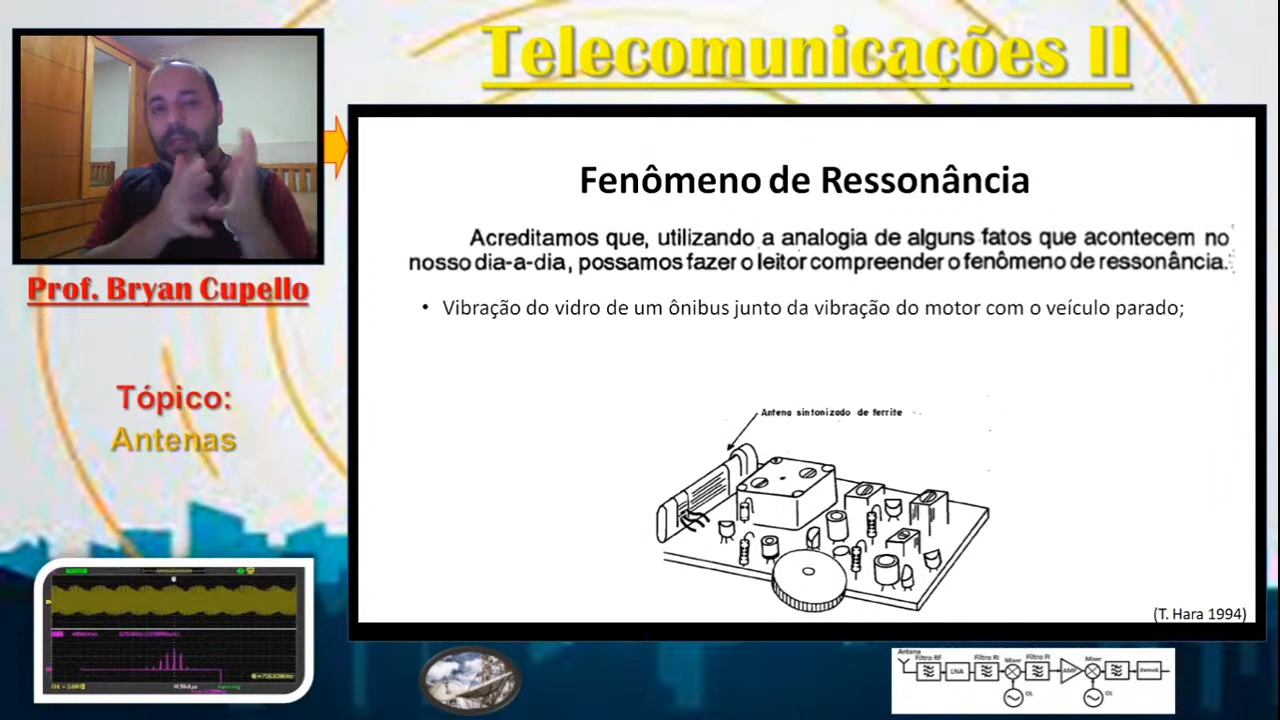 Telecomunicações II
Prof. Bryan Cupello
Tópico:
Antenas
Fenômeno de Ressonância
Acreditamos que, utilizando a analogia de alguns fatos que acontecem no
nosso dia-a-dia, possamos fazer o leitor compreender o fenômeno de ressonância.
• Vibração do vidro de um ônibus junto da vibração do motor com o veículo parado;
Antena sintonizado de ferrite
(T. Hara 1994)
Antena
Filtro RF
LNA
Filtro RI
Mixer
OL
Filtro FI
AMP
Mixer
OL
Demod.